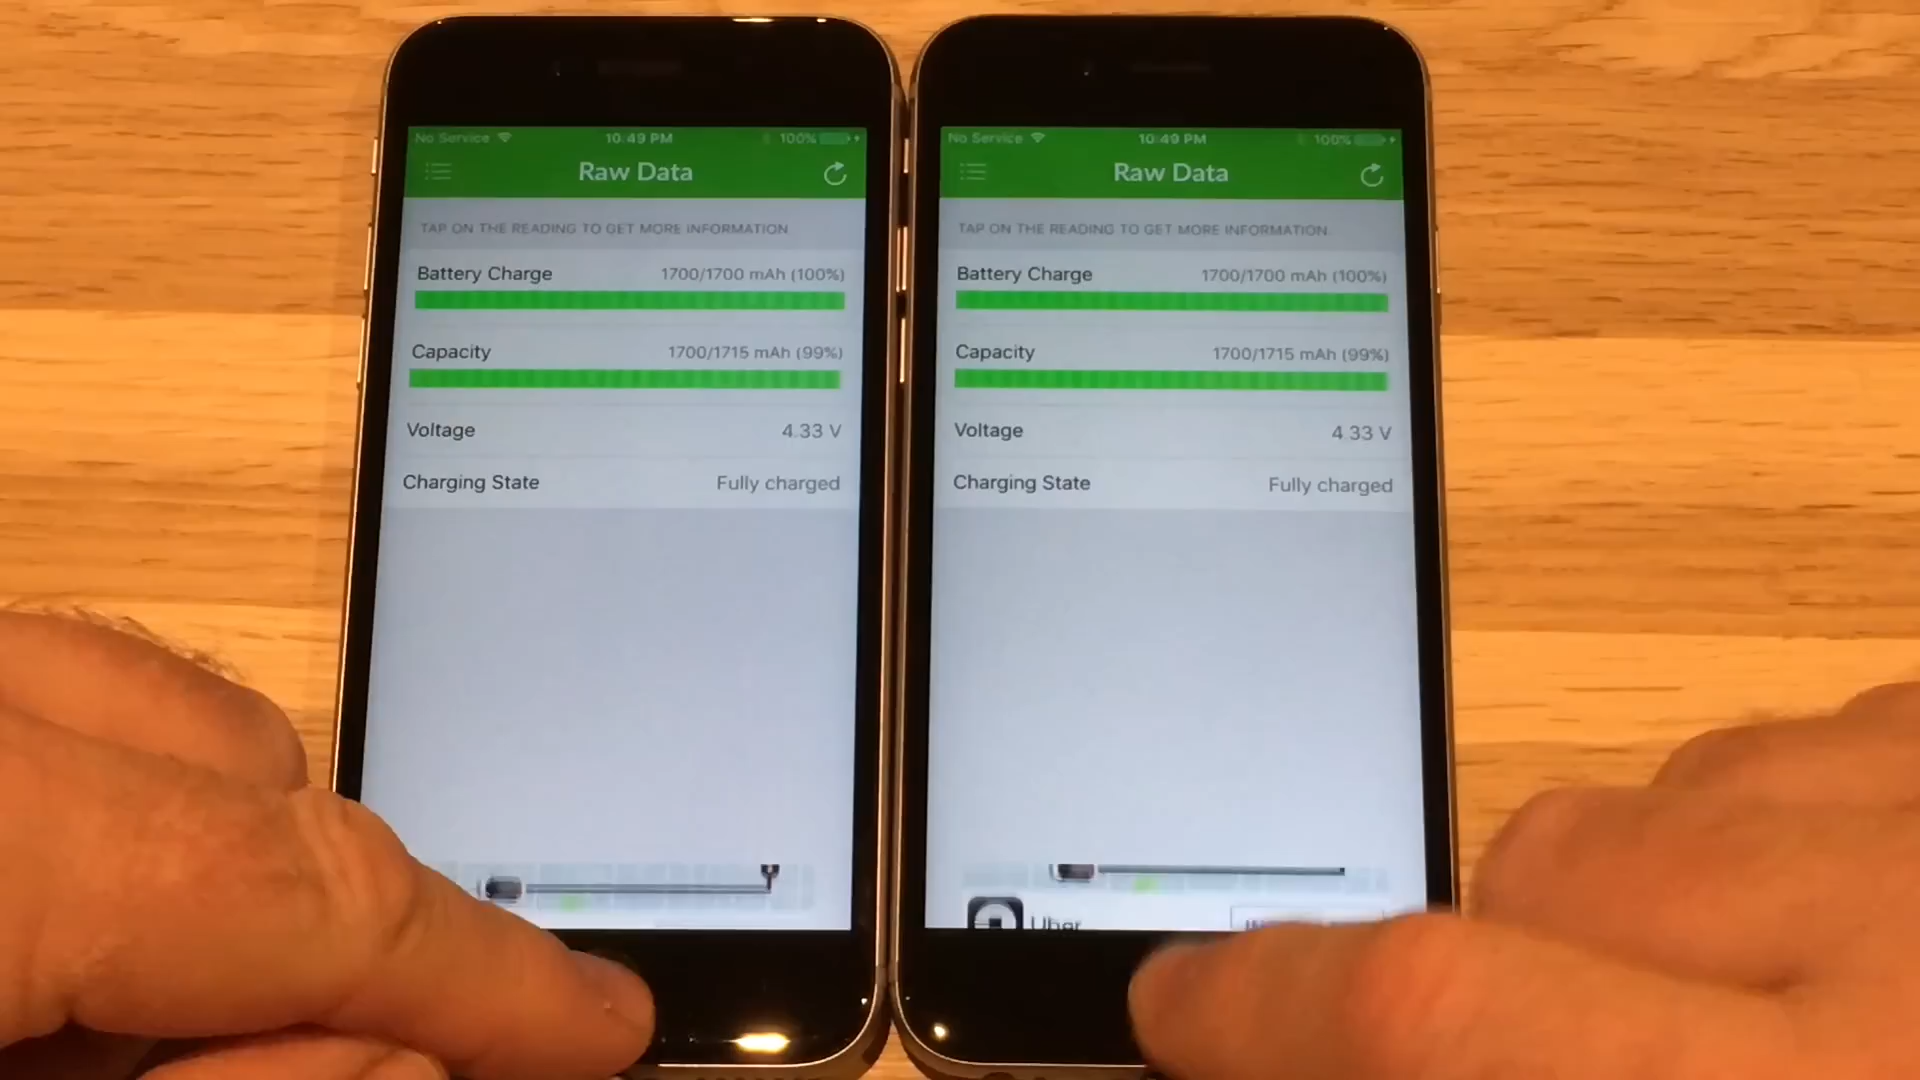 No Service 10:49 PM 100%
Raw Data
TAP ON THE READING TO GET MORE INFORMATION
Battery Charge 1700/1700 mAh (100%)
Capacity 1700/1715 mAh (99%)
Voltage 4.33 V
Charging State Fully charged
No Service 10:49 PM 100%
Raw Data
TAP ON THE READING TO GET MORE INFORMATION
Battery Charge 1700/1700 mAh (100%)
Capacity 1700/1715 mAh (99%)
Voltage 4.33 V
Charging State Fully charged
Uber